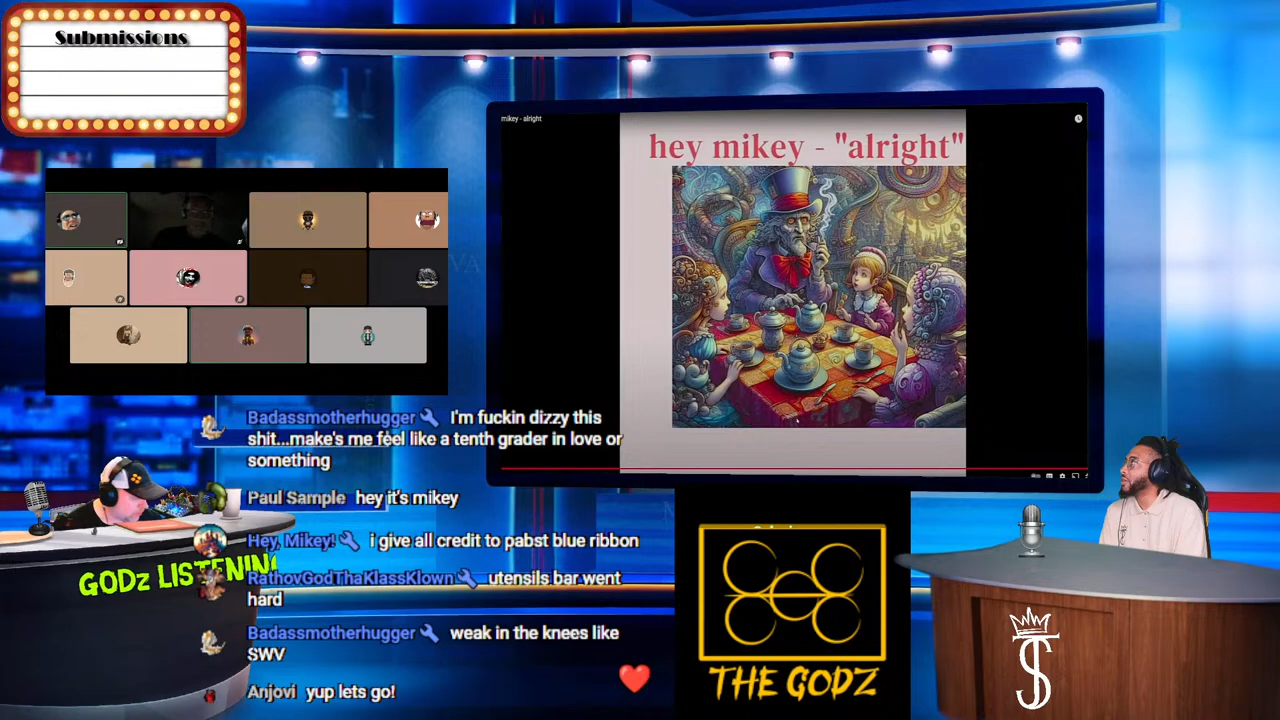 Submissions
mikey - alright
hey mikey - "alright"
Badassmotherhugger I'm fuckin dizzy this
shit...make's me feel like a tenth grader in love or
something
Paul Sample hey it's mikey
Hey, Mikey! i give all credit to pabst blue ribbon
RathovGodThaKlassKlown utensils bar went
hard
Badassmotherhugger weak in the knees like
SWV
Anjovi yup lets go!
GODz LISTENING
THE GODZ
JS